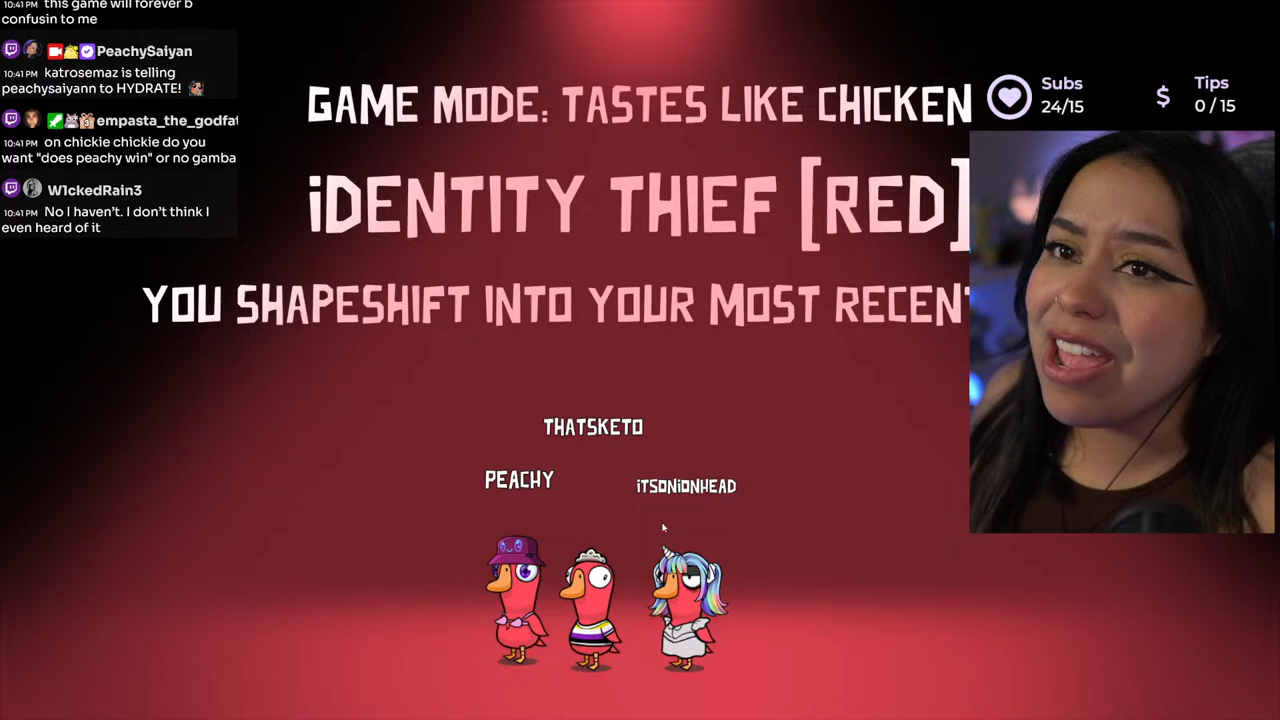 10:41 PM this game will forever b
confusin to me
PeachySaiyan
10:41 PM katrosemaz is telling
peachysaiyann to HYDRATE!
empasta_the_godfat
10:41 PM on chickie chickie do you
want "does peachy win" or no gamba
W1ckedRain3
10:41 PM No I haven't. I don't think I
even heard of it
GAME MODE: TASTES LIKE CHICKEN
iDENTITY THIEF [RED]
YOU SHAPESHIFT INTO YOUR MOST RECENT
Subs
24/15
$
Tips
0 / 15
THATSKETO
PEACHY
iTSONiONHEAD